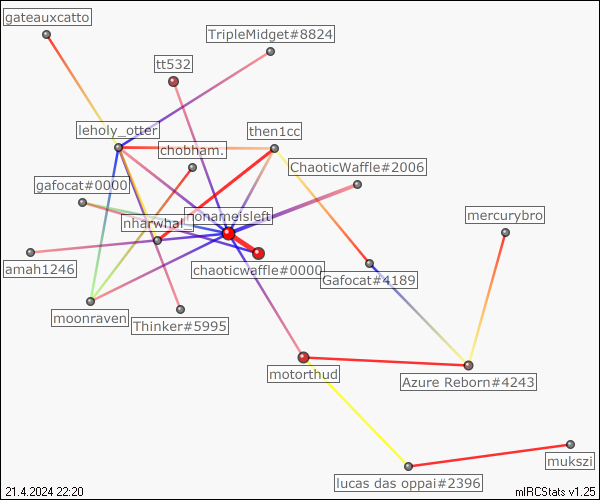 gateauxcatto
TripleMidget#8824
tt532
leholy_otter
then1cc
chobham.
ChaoticWaffle#2006
gafocat#0000
mercurybro
nharwhal_
nonameisleft
amah1246
chaoticwaffle#0000
Gafocat#4189
moonraven
Thinker#5995
motorthud
Azure Reborn#4243
mukszi
lucas das oppai#2396
21.4.2024 22:20
mIRCStats v1.25